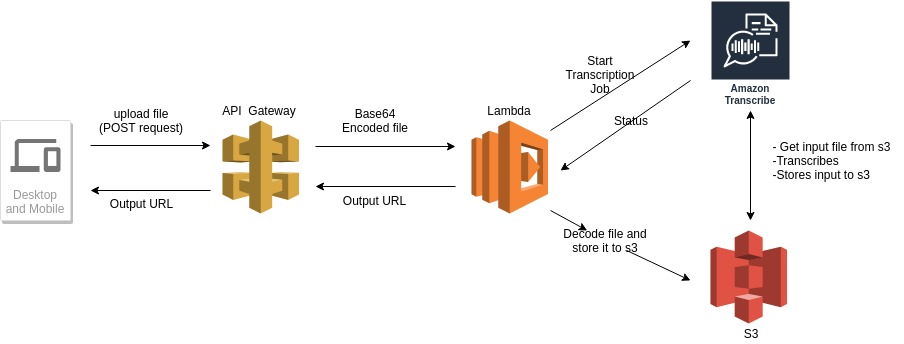 Desktop
and Mobile
upload file
(POST request)
Output URL
API  Gateway
Base64
Encoded file
Output URL
Lambda
Start
Transcription
Job
Status
Decode file and
store it to s3
Amazon
Transcribe
- Get input file from s3
-Transcribes
-Stores input to s3
S3